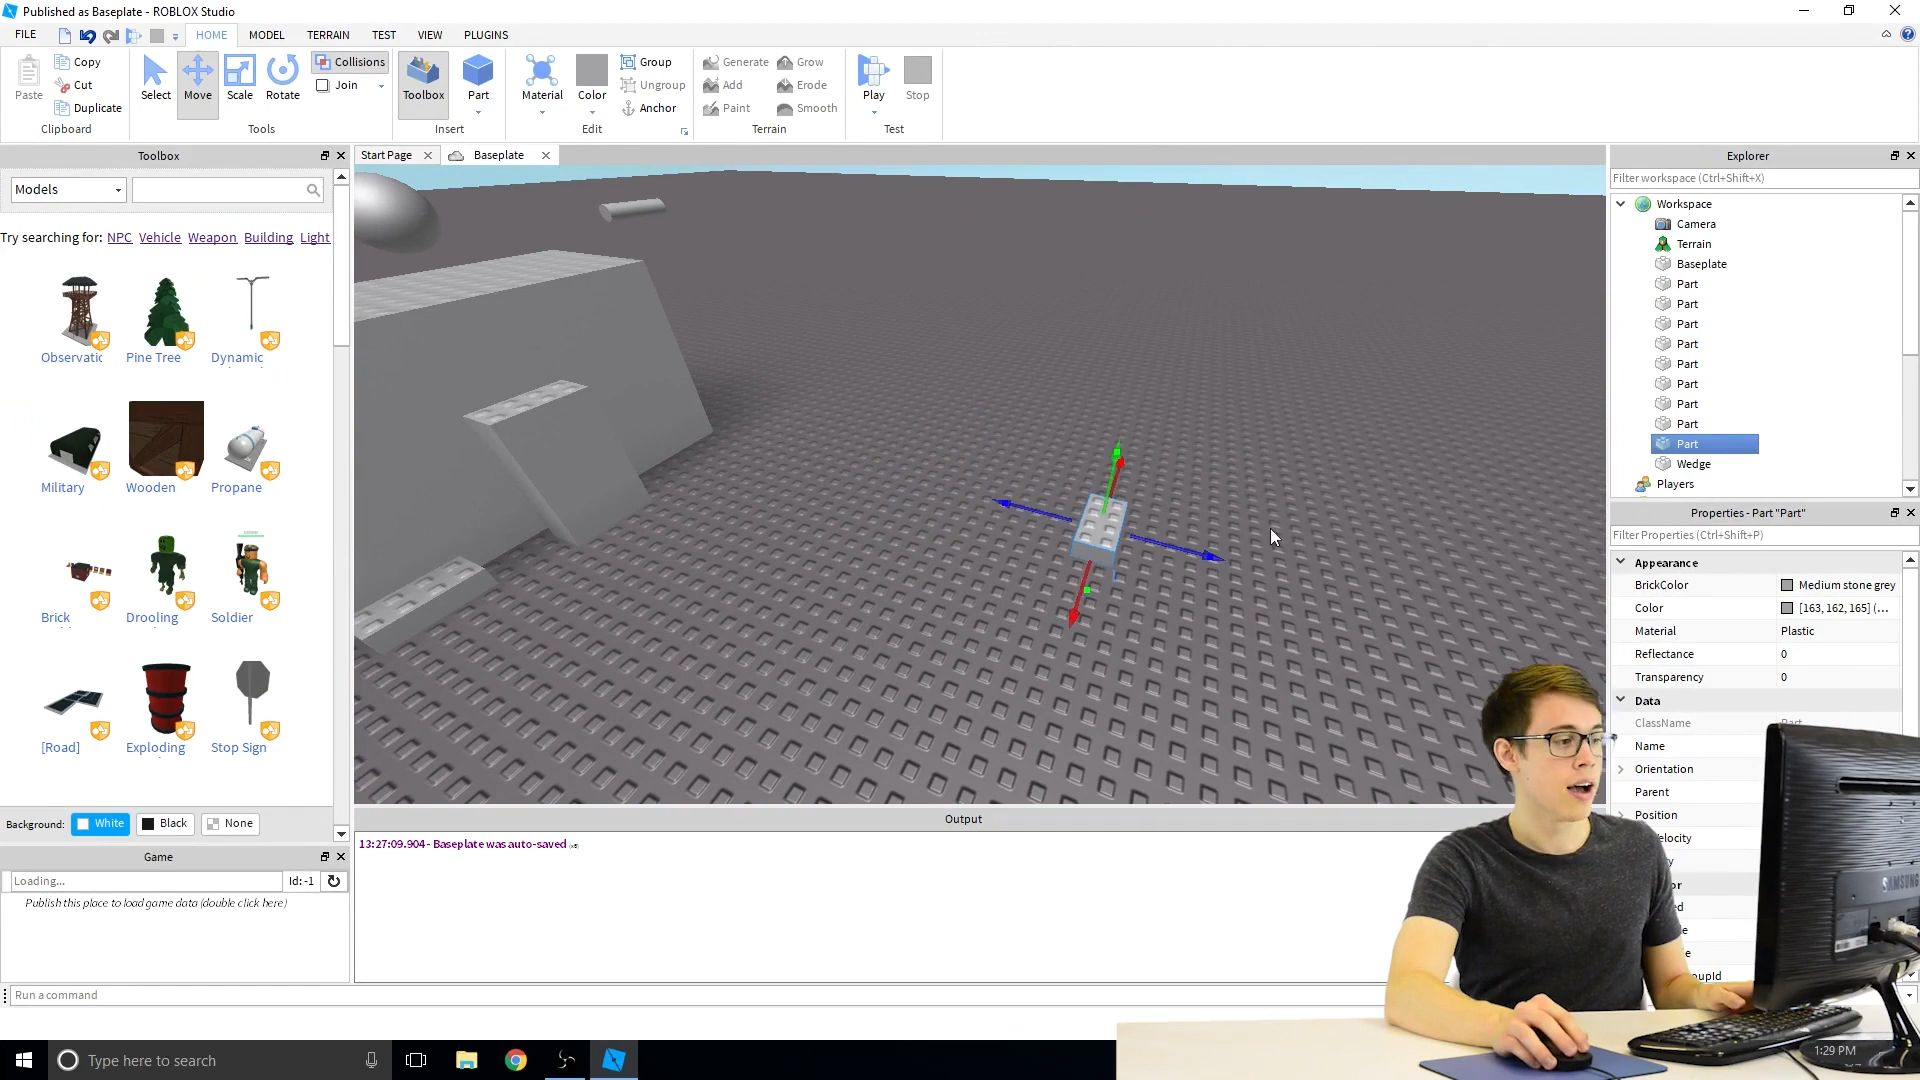 Published as Baseplate - ROBLOX Studio
FILE HOME MODEL TERRAIN TEST VIEW PLUGINS
Paste
Copy
Cut
Duplicate
Clipboard
Select Move Scale Rotate
Collisions
Join
Tools
Toolbox Part
Insert
Material Color
Group
Ungroup
Anchor
Edit
Generate Grow
Add Erode
Paint Smooth
Terrain
Play Stop
Test
Toolbox
Models
Try searching for: NPC Vehicle Weapon Building Light
Observatic Pine Tree Dynamic
Military Wooden Propane
Brick Drooling Soldier
[Road] Exploding Stop Sign
Background: White Black None
Game
Loading... Id: -1
Publish this place to load game data (double click here)
Start Page Baseplate
Output
13:27:09.904 - Baseplate was auto-saved
Run a command
Explorer
Filter workspace (Ctrl+Shift+X)
Workspace
Camera
Terrain
Baseplate
Part
Part
Part
Part
Part
Part
Part
Part
Part
Wedge
Players
Properties - Part "Part"
Filter Properties (Ctrl+Shift+P)
Appearance
BrickColor Medium stone grey
Color [163, 162, 165] (...
Material Plastic
Reflectance 0
Transparency 0
Data
ClassName Part
Name
Orientation
Parent
Position
elocity
oupId
SAMSUNG
Type here to search
1:29 PM